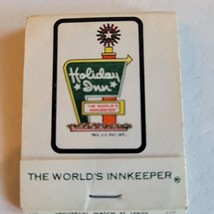 Holiday
Inn
THE WORLD'S
INNKEEPER
THE WORLD'S INNKEEPER®